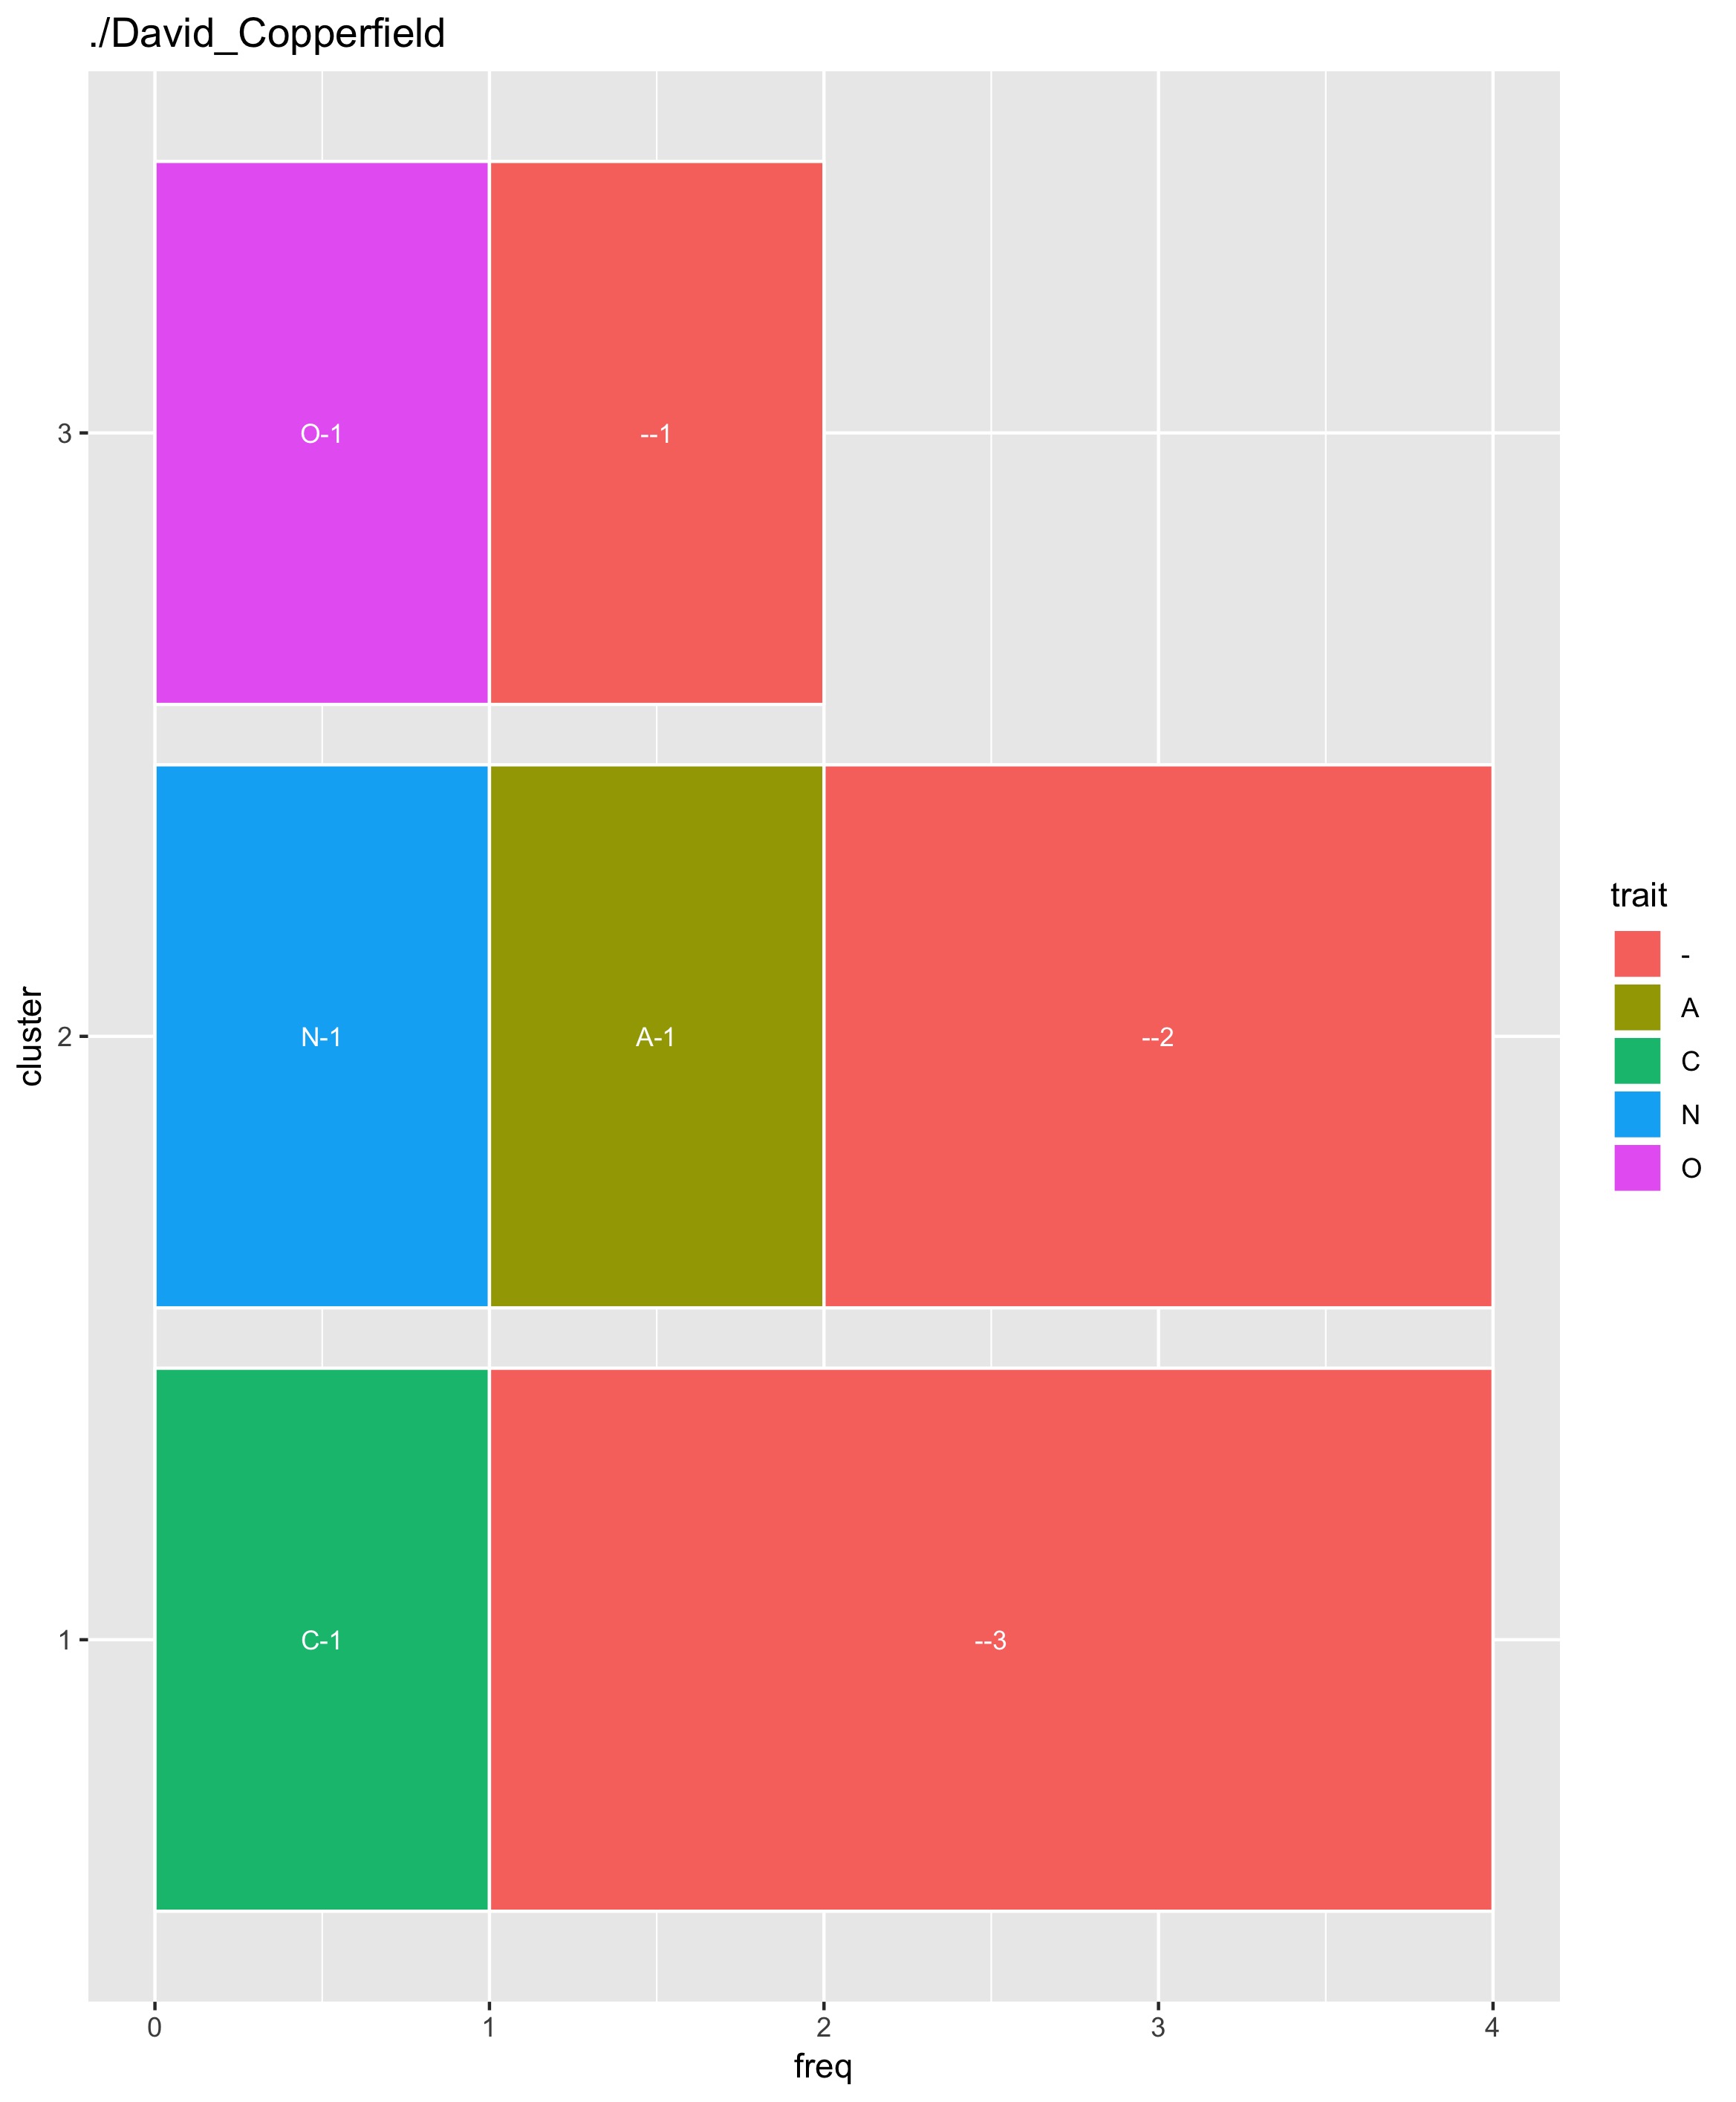 ./David_Copperfield
3
O-1
--1
2
N-1
A-1
--2
1
C-1
--3
cluster
0
1
2
3
4
freq
trait
-
A
C
N
O